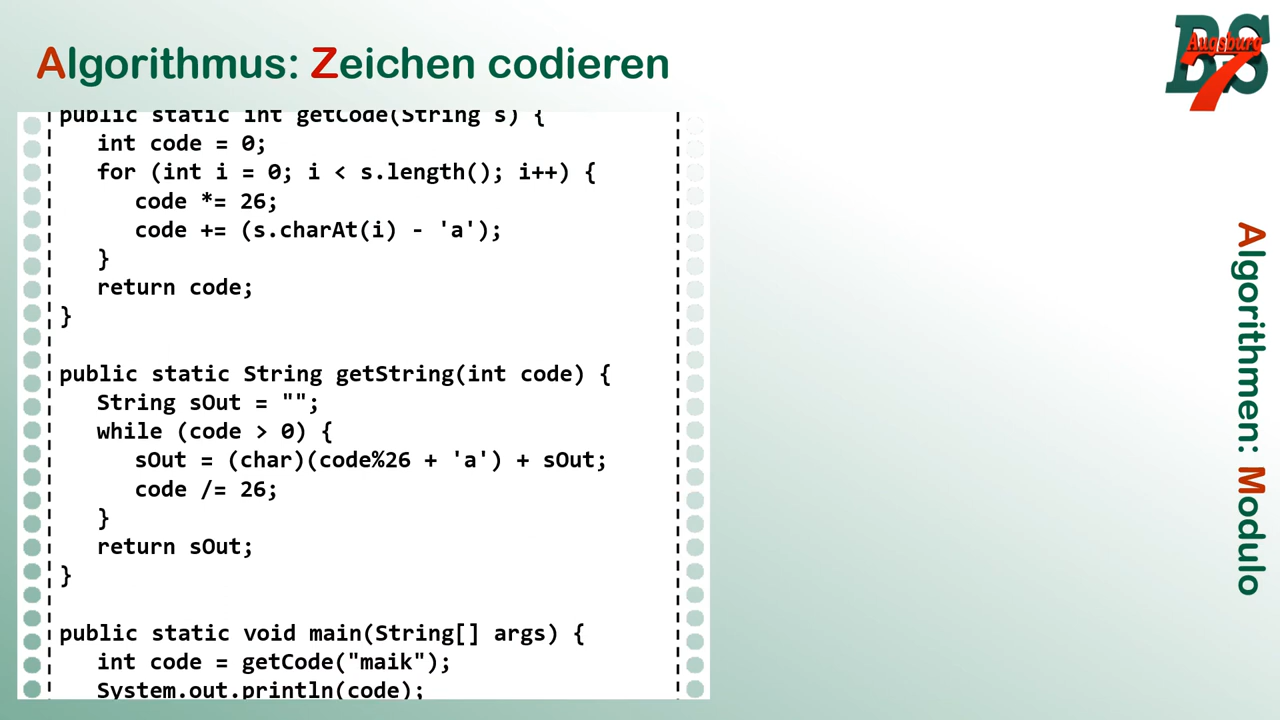 Algorithmus: Zeichen codieren
BS
Augsburg
7
public static int getCode(String s) {
int code = 0;
for (int i = 0; i < s.length(); i++) {
code *= 26;
code += (s.charAt(i) - 'a');
}
return code;
}
public static String getString(int code) {
String sOut = "";
while (code > 0) {
sOut = (char)(code%26 + 'a') + sOut;
code /= 26;
}
return sOut;
}
public static void main(String[] args) {
int code = getCode("maik");
System.out.println(code);
Algorithmen: Modulo